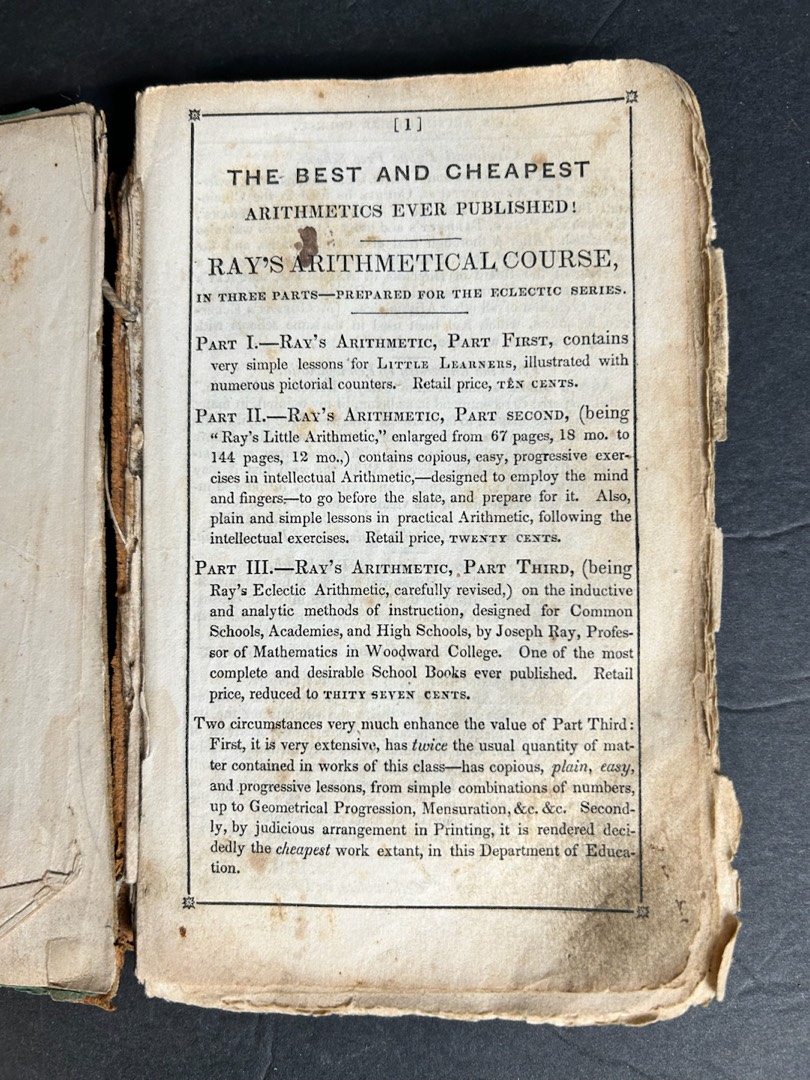 [ 1 ]
THE BEST AND CHEAPEST
ARITHMETICS EVER PUBLISHED!
RAY'S ARITHMETICAL COURSE,
IN THREE PARTS—PREPARED FOR THE ECLECTIC SERIES.
PART I.—RAY'S ARITHMETIC, PART FIRST, contains
very simple lessons for LITTLE LEARNERS, illustrated with
numerous pictorial counters. Retail price, TEN CENTS.
PART II.—RAY'S ARITHMETIC, PART SECOND, (being
"Ray's Little Arithmetic," enlarged from 67 pages, 18 mo. to
144 pages, 12 mo.,) contains copious, easy, progressive exer-
cises in intellectual Arithmetic,—designed to employ the mind
and fingers,—to go before the slate, and prepare for it. Also,
plain and simple lessons in practical Arithmetic, following the
intellectual exercises. Retail price, TWENTY CENTS.
PART III.—RAY'S ARITHMETIC, PART THIRD, (being
Ray's Eclectic Arithmetic, carefully revised,) on the inductive
and analytic methods of instruction, designed for Common
Schools, Academies, and High Schools, by Joseph Ray, Profes-
sor of Mathematics in Woodward College. One of the most
complete and desirable School Books ever published. Retail
price, reduced to THITY SEVEN CENTS.
Two circumstances very much enhance the value of Part Third:
First, it is very extensive, has twice the usual quantity of mat-
ter contained in works of this class—has copious, plain, easy,
and progressive lessons, from simple combinations of numbers,
up to Geometrical Progression, Mensuration, &c. &c. Second-
ly, by judicious arrangement in Printing, it is rendered deci-
dedly the cheapest work extant, in this Department of Educa-
tion.